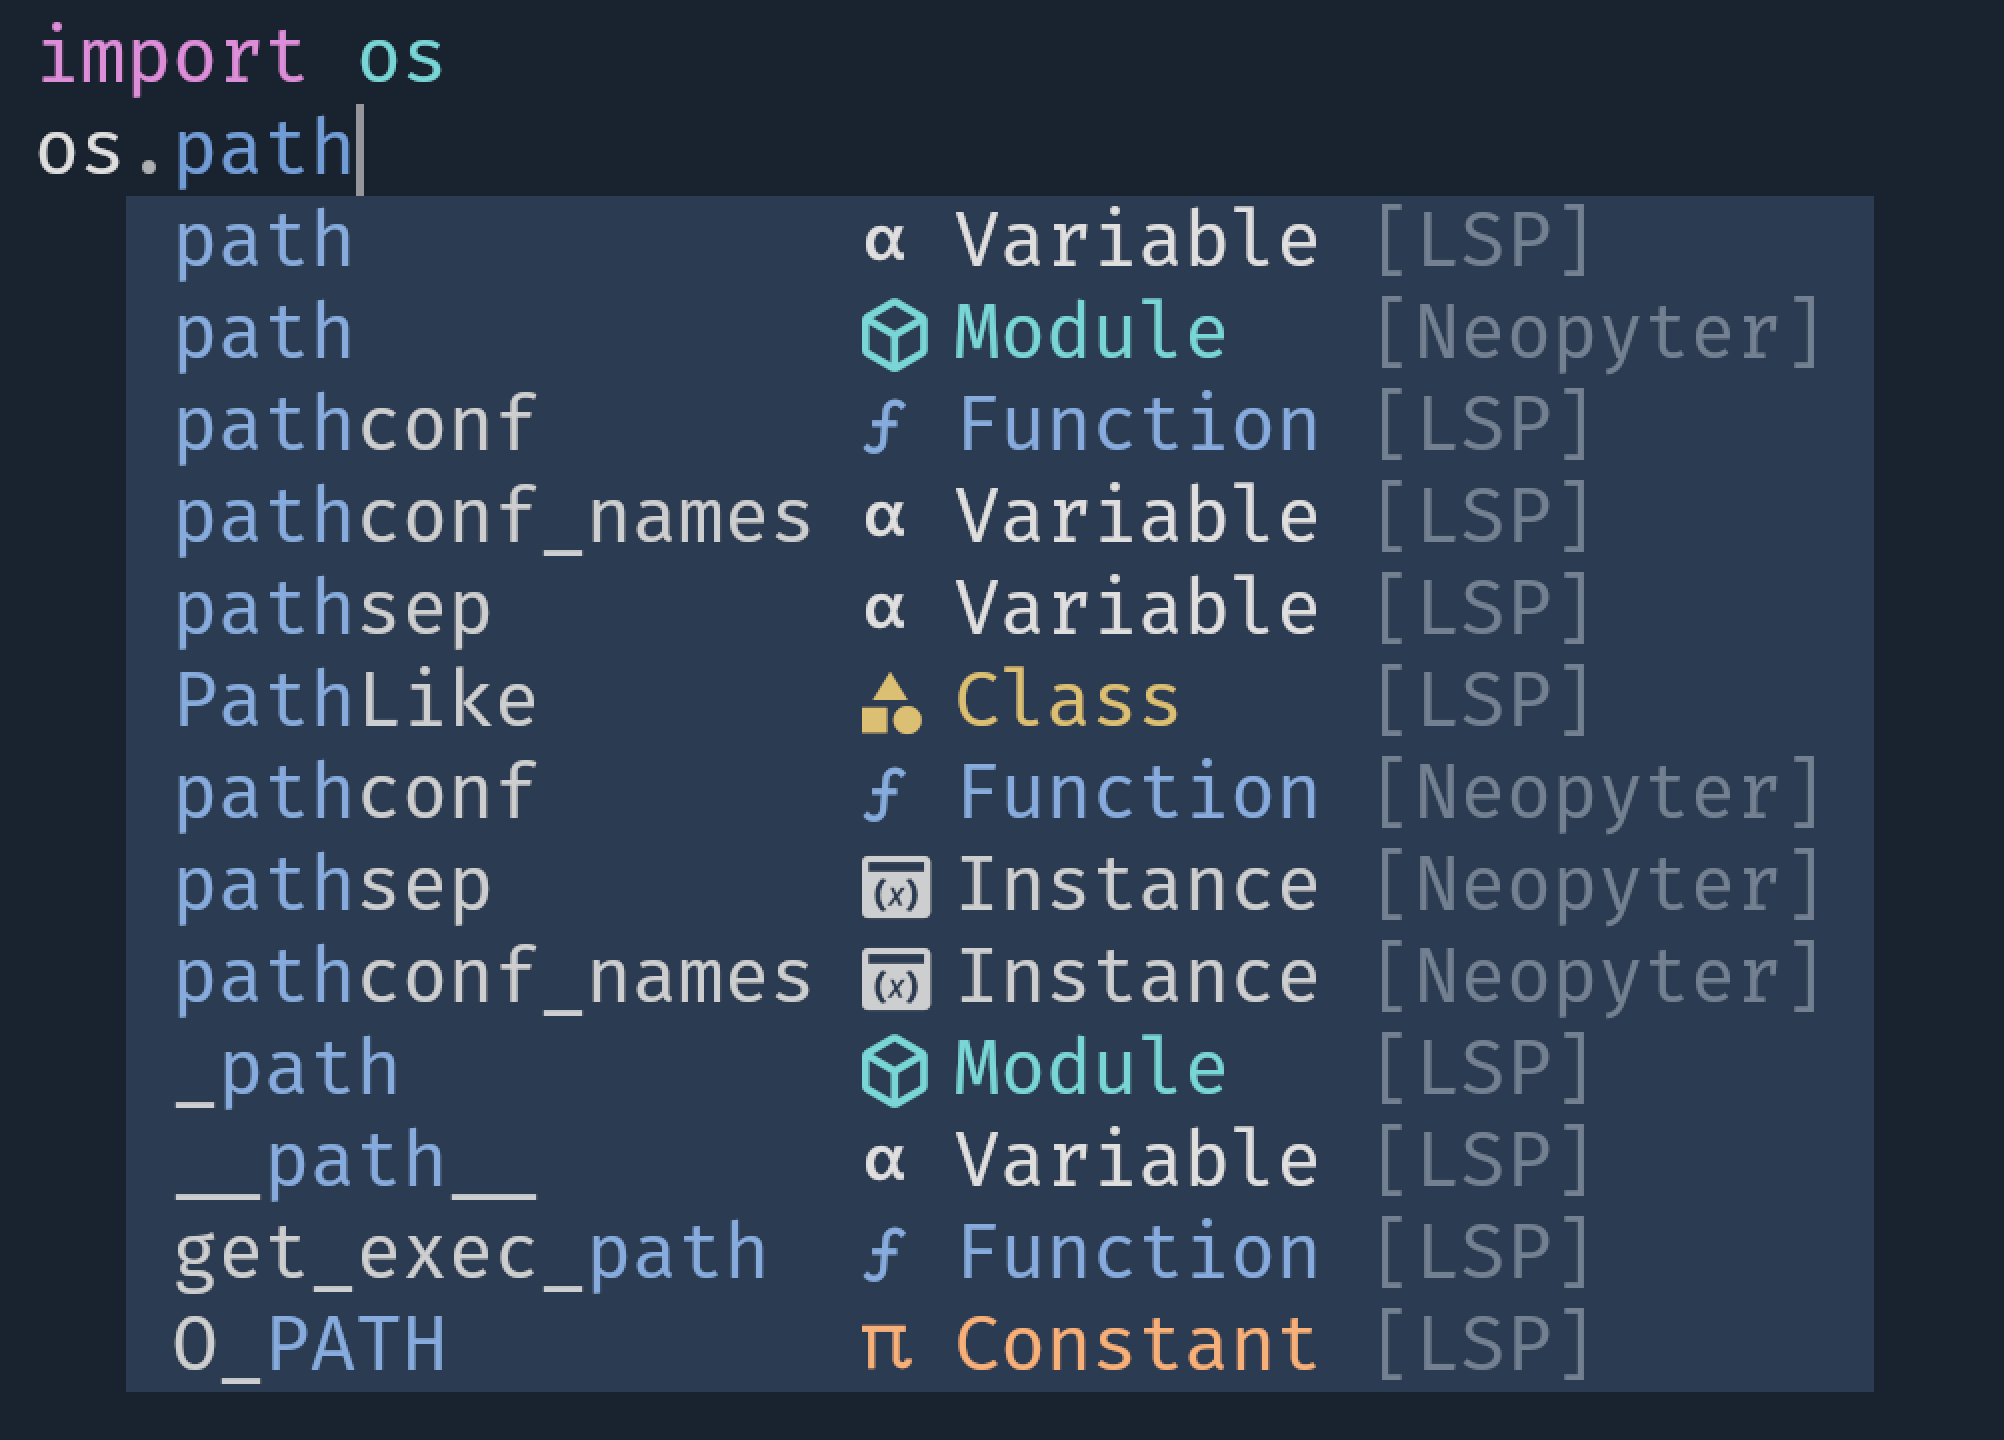 import os
os.path
path α Variable [LSP]
path Module [Neopyter]
pathconf ƒ Function [LSP]
pathconf_names α Variable [LSP]
pathsep α Variable [LSP]
PathLike Class [LSP]
pathconf ƒ Function [Neopyter]
pathsep (x) Instance [Neopyter]
pathconf_names (x) Instance [Neopyter]
_path Module [LSP]
__path__ α Variable [LSP]
get_exec_path ƒ Function [LSP]
O_PATH π Constant [LSP]